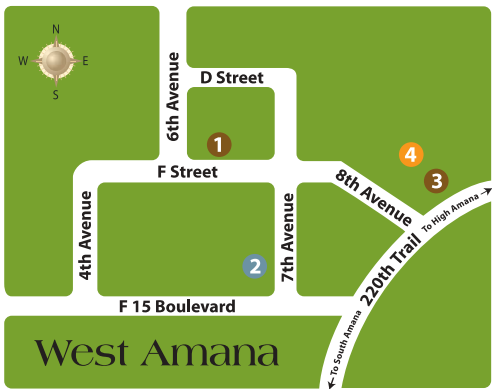 N
W E
S
6th Avenue
D Street
1
F Street
4
3
8th Avenue
To High Amana
4th Avenue
7th Avenue
2
220th Trail
F 15 Boulevard
To South Amana
West Amana